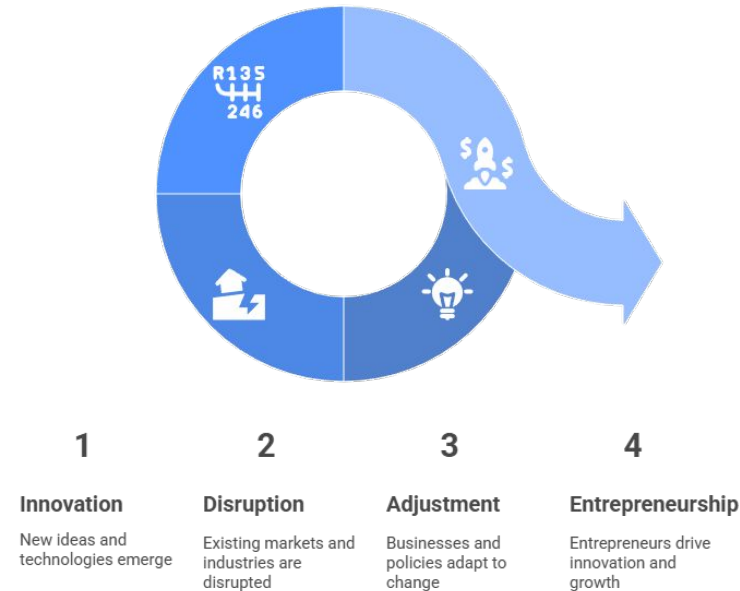 R135
246
$
$
1
2
3
4
Innovation
New ideas and
technologies emerge
Disruption
Existing markets and
industries are
disrupted
Adjustment
Businesses and
policies adapt to
change
Entrepreneurship
Entrepreneurs drive
innovation and
growth